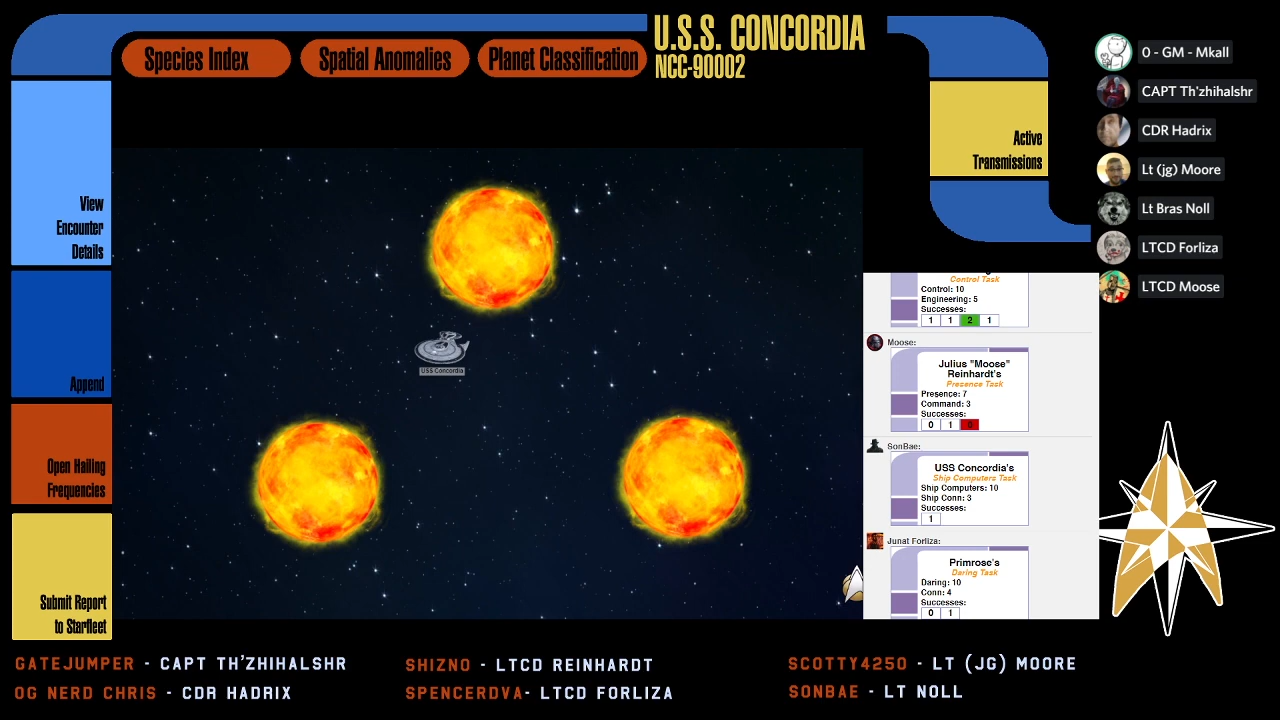 Species Index
Spatial Anomalies
Planet Classification
U.S.S. CONCORDIA
NCC-90002
View
Encounter
Details
Append
Open Hailing
Frequencies
Submit Report
to Starfleet
Active
Transmissions
0 - GM - Mkall
CAPT Th'zhihalshr
CDR Hadrix
Lt (jg) Moore
Lt Bras Noll
LTCD Forliza
LTCD Moose
USS Concordia
Control Task
Control: 10
Engineering: 5
Successes:
1 1 2 1
Moose:
Julius "Moose"
Reinhardt's
Presence Task
Presence: 7
Command: 3
Successes:
0 1 0
SonBae:
USS Concordia's
Ship Computers Task
Ship Computers: 10
Ship Conn: 3
Successes:
1
Junat Forliza:
Primrose's
Daring Task
Daring: 10
Conn: 4
Successes:
0 1
GATEJUMPER - CAPT TH'ZHIHALSHR
OG NERD CHRIS - CDR HADRIX
SHIZNO - LTCD REINHARDT
SPENCERDVA- LTCD FORLIZA
SCOTTY4250 - LT (JG) MOORE
SONBAE - LT NOLL